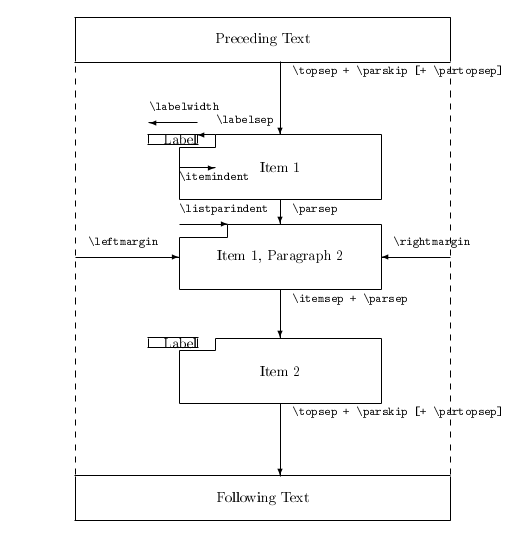 Preceding Text
\topsep + \parskip [+ \partopsep]
\labelwidth
\labelsep
Label
Item 1
\itemindent
\listparindent \parsep
\leftmargin \rightmargin
Item 1, Paragraph 2
\itemsep + \parsep
Label
Item 2
\topsep + \parskip [+ \partopsep]
Following Text